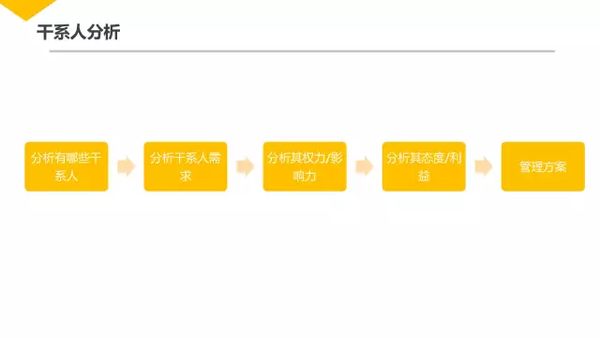 干系人分析
分析有哪些干
系人
分析干系人需
求
分析其权力/影
响力
分析其态度/利
益
管理方案